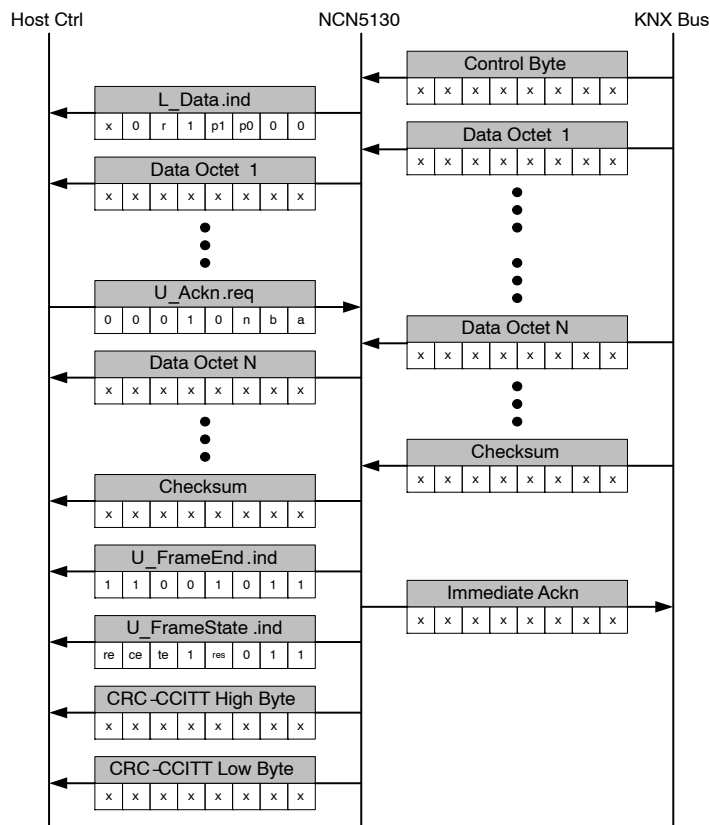 Host Ctrl NCN5130 KNX Bus
Control Byte
x x x x x x x x
L_Data.ind
x 0 r 1 p1 p0 0 0
Data Octet 1
x x x x x x x x
Data Octet 1
x x x x x x x x
U_Ackn.req
0 0 0 1 0 n b a
Data Octet N
x x x x x x x x
Data Octet N
x x x x x x x x
Checksum
x x x x x x x x
Checksum
x x x x x x x x
U_FrameEnd.ind
1 1 0 0 1 0 1 1
Immediate Ackn
x x x x x x x x
U_FrameState.ind
re ce te 1 res 0 1 1
CRC-CCITT High Byte
x x x x x x x x
CRC-CCITT Low Byte
x x x x x x x x